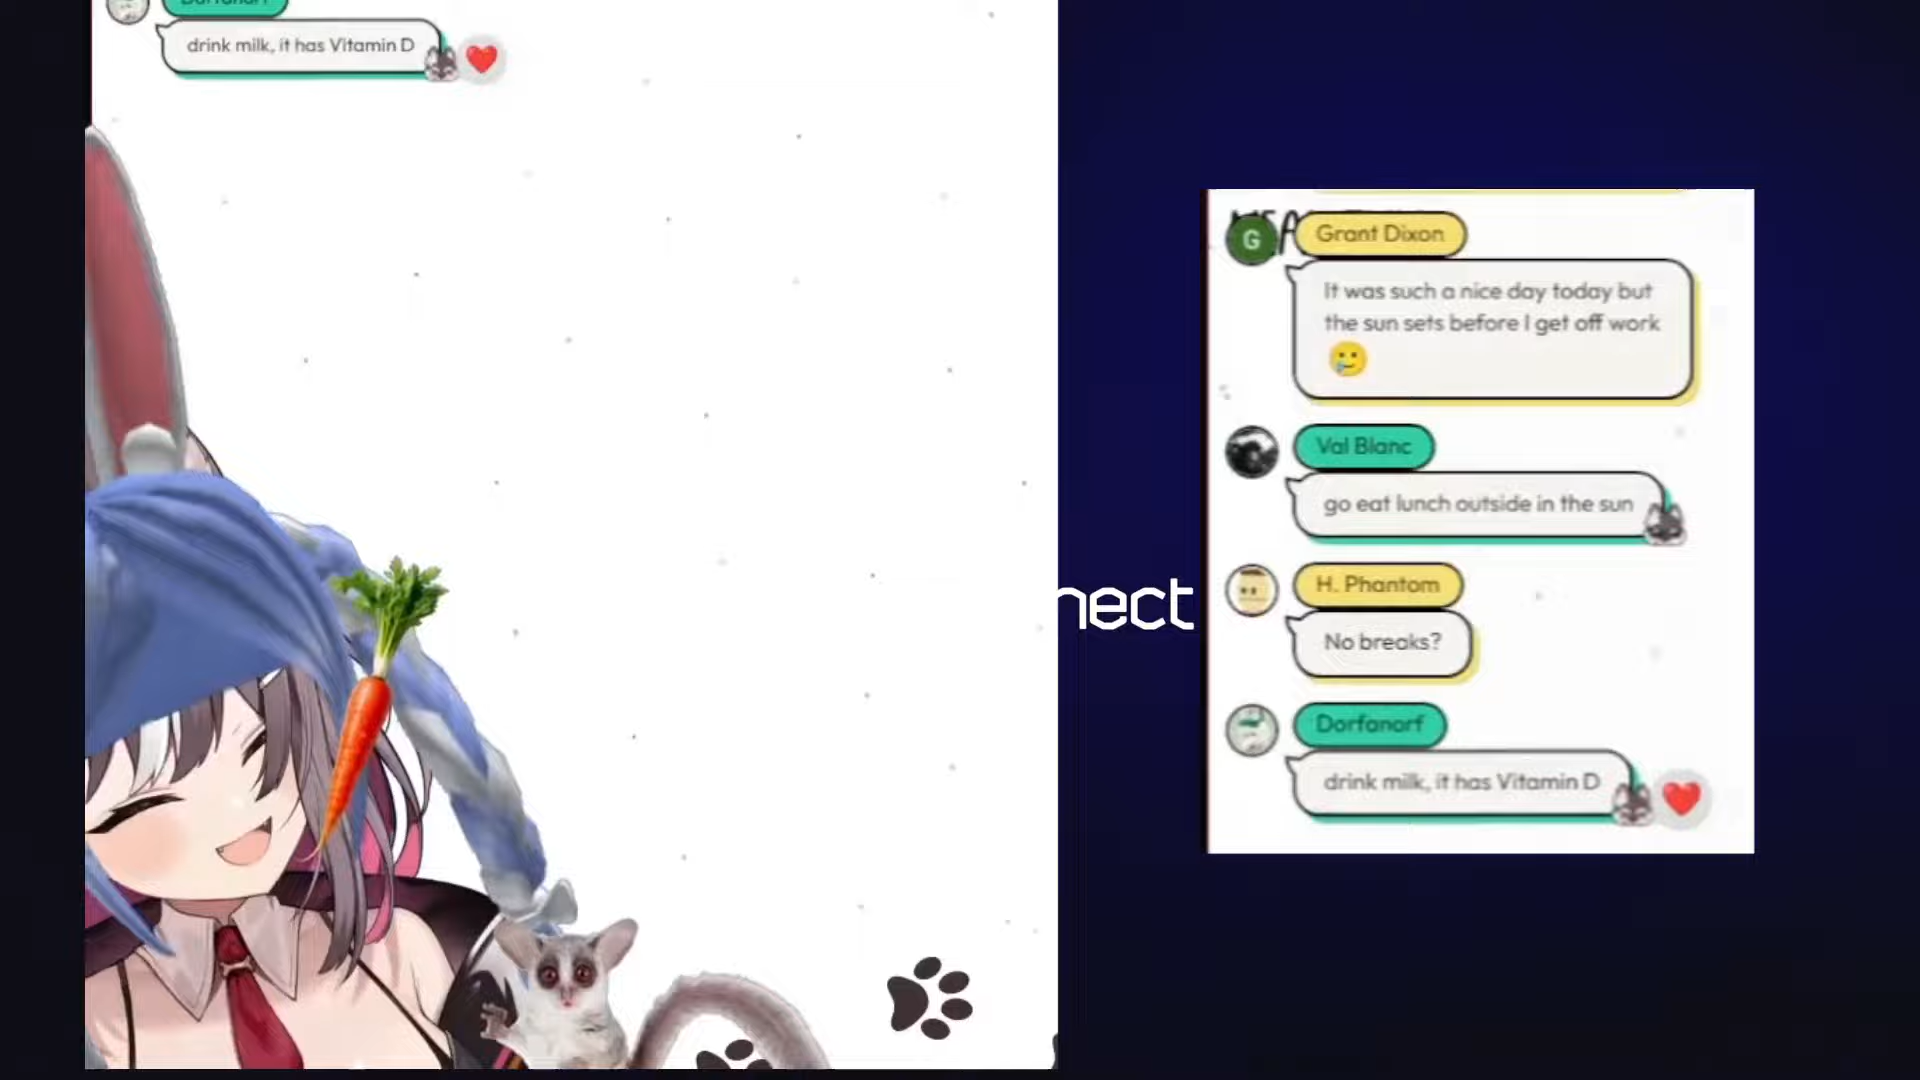 Dorfanorf
drink milk, it has Vitamin D
nect
Grant Dixon
G
It was such a nice day today but
the sun sets before I get off work
Val Blanc
go eat lunch outside in the sun
H. Phantom
No breaks?
Dorfanorf
drink milk, it has Vitamin D